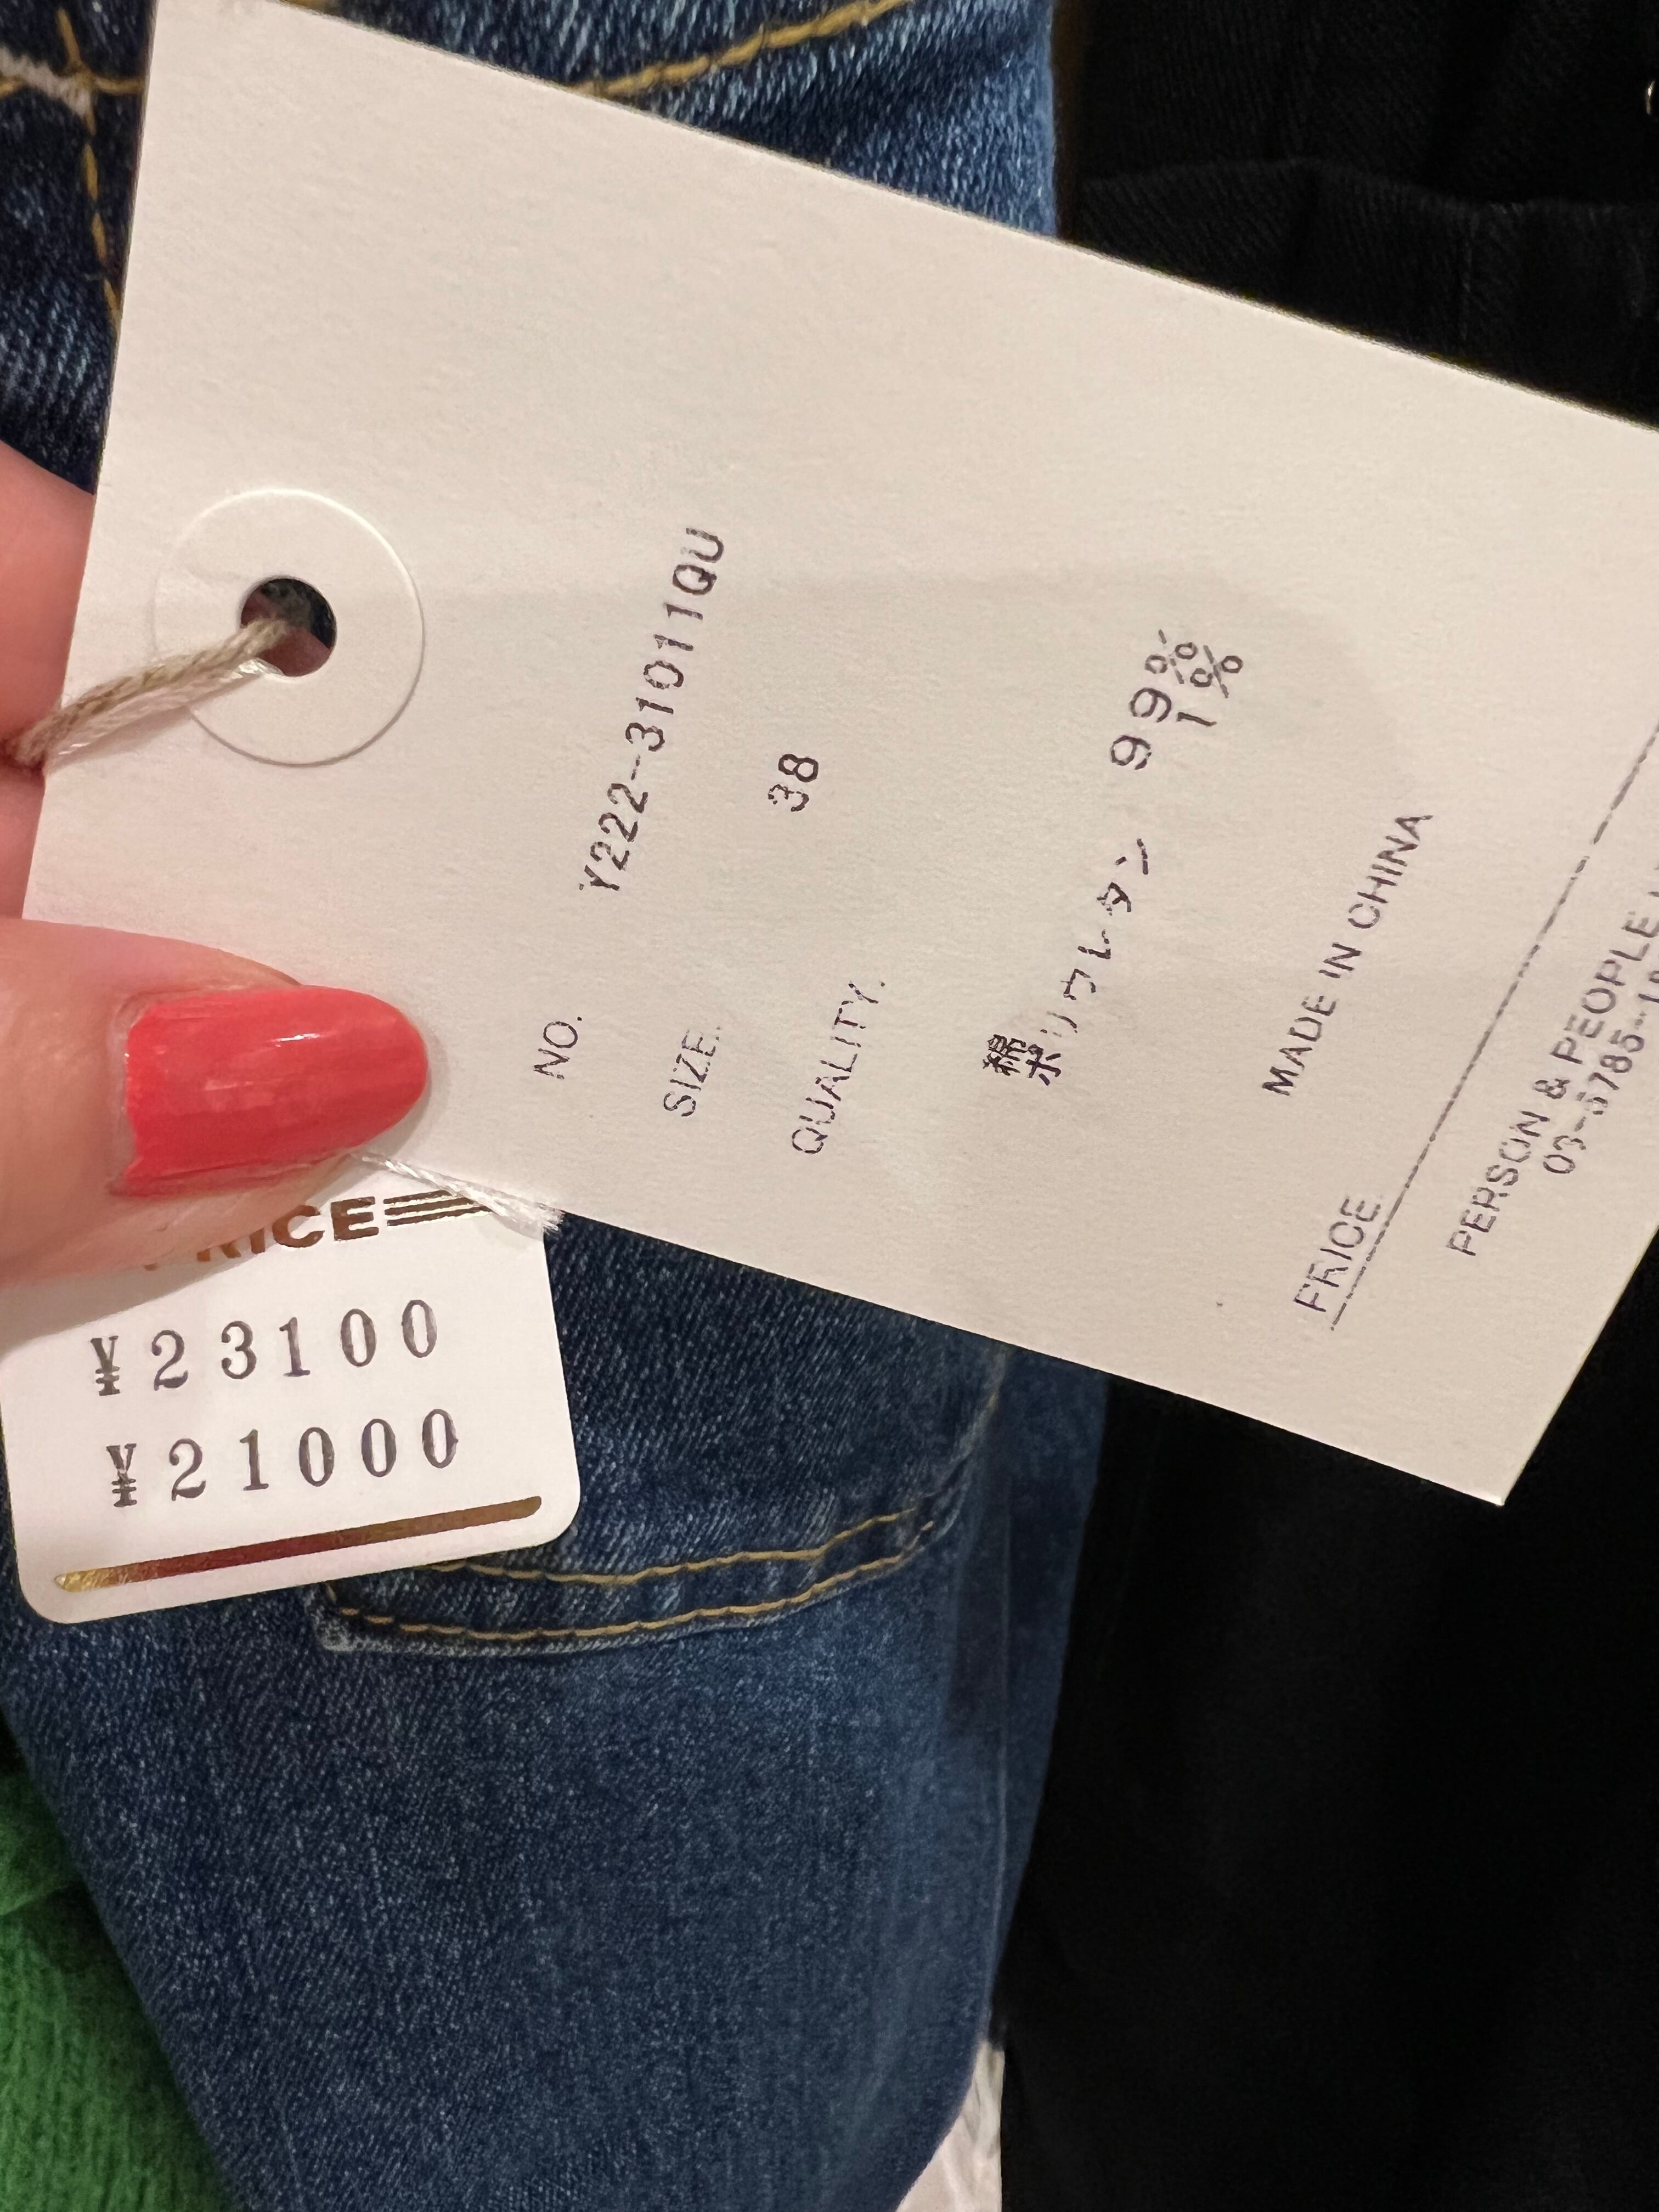 NO. Y222-31011QU
SIZE. 38
QUALITY.
綿 99%
ポリウレタン 1%
MADE IN CHINA
PRICE
PERSON & PEOPLE
PRICE
¥23100
¥21000